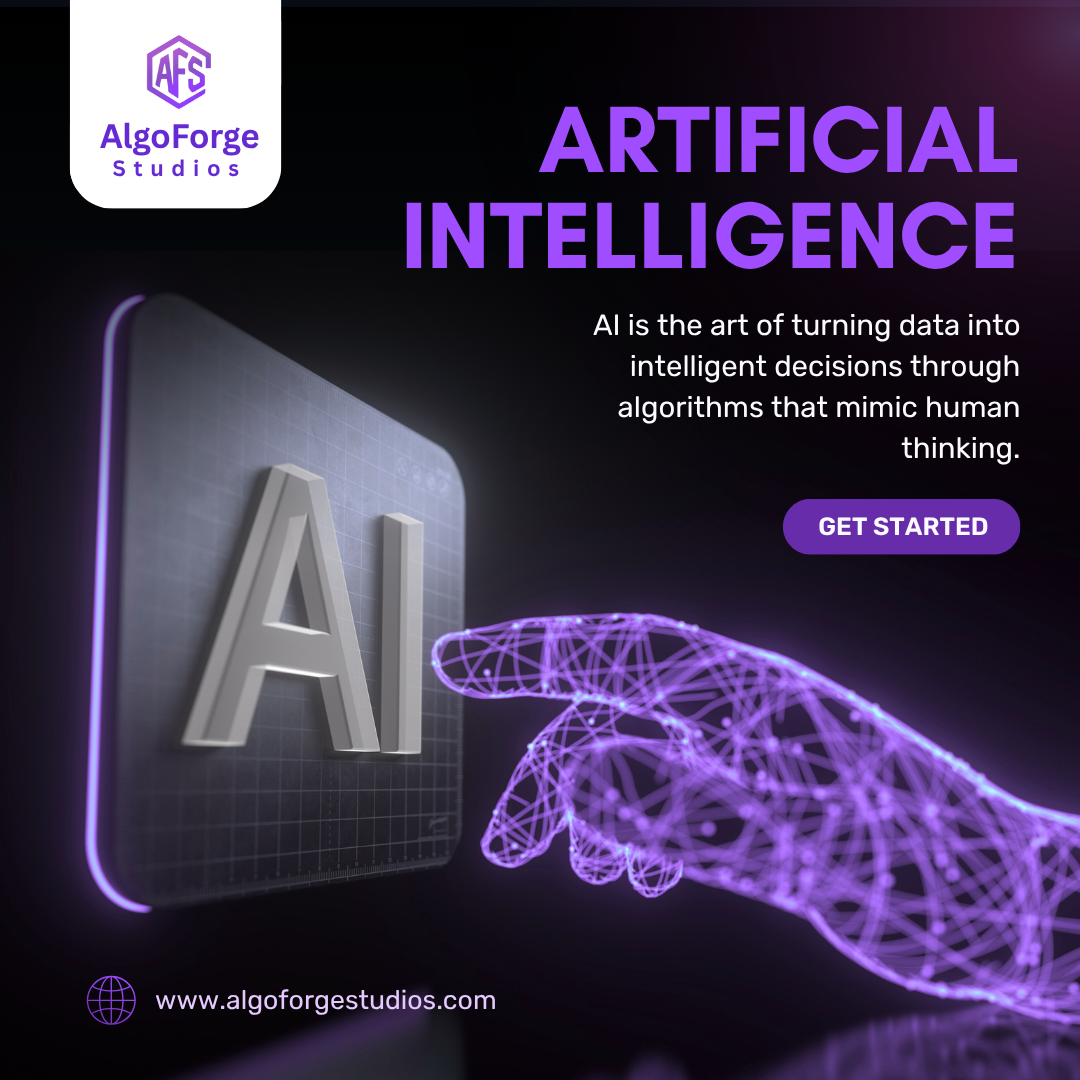 AFS
AlgoForge
Studios
ARTIFICIAL
INTELLIGENCE
AI is the art of turning data into
intelligent decisions through
algorithms that mimic human
thinking.
GET STARTED
AI
www.algoforgestudios.com